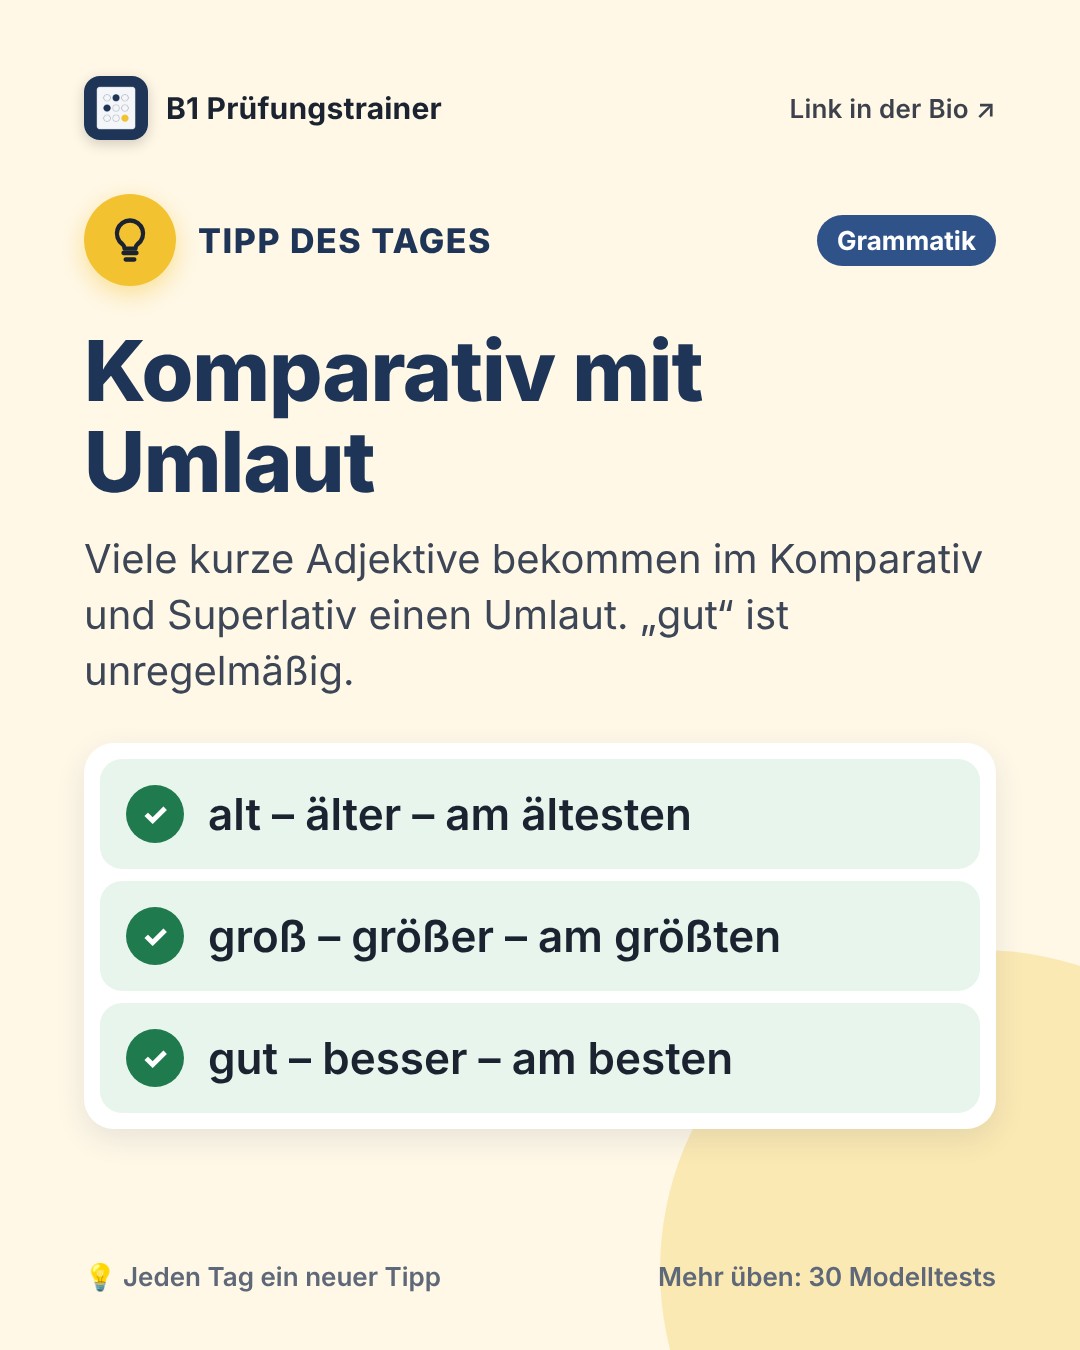 B1 Prüfungstrainer
Link in der Bio ↗
TIPP DES TAGES
Grammatik
Komparativ mit
Umlaut
Viele kurze Adjektive bekommen im Komparativ
und Superlativ einen Umlaut. „gut“ ist
unregelmäßig.
alt – älter – am ältesten
groß – größer – am größten
gut – besser – am besten
💡 Jeden Tag ein neuer Tipp
Mehr üben: 30 Modelltests